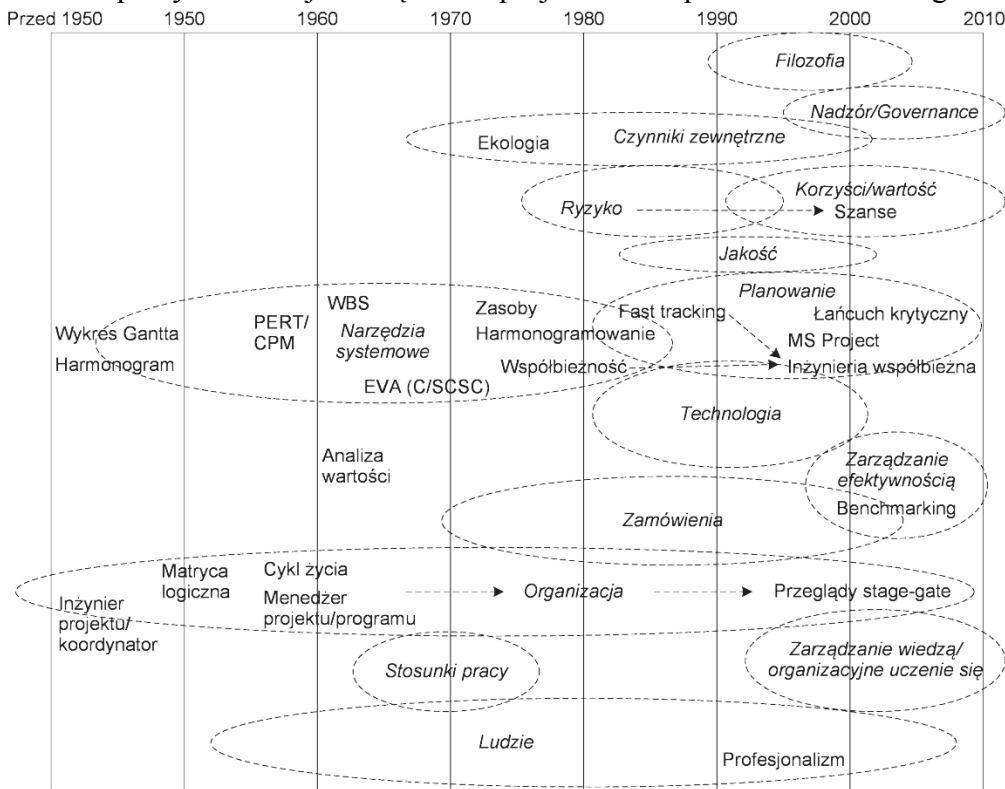 Przed 1950 1950 1960 1970 1980 1990 2000 2010
Filozofia
Nadzór/Governance
Czynniki zewnętrzne
Ekologia
Korzyści/wartość
Ryzyko
Szanse
Jakość
Planowanie
WBS
Zasoby
Fast tracking
Łańcuch krytyczny
PERT/
CPM
Wykres Gantta
Narzędzia
systemowe
Harmonogramowanie
MS Project
Harmonogram
Współbieżność
Inżynieria współbieżna
EVA (C/SCSC)
Technologia
Analiza
wartości
Zarządzanie
efektywnością
Benchmarking
Zamówienia
Matryca
logiczna
Cykl życia
Menedżer
projektu/programu
Organizacja
Przeglądy stage-gate
Inżynier
projektu/
koordynator
Stosunki pracy
Zarządzanie wiedzą/
organizacyjne uczenie się
Ludzie
Profesjonalizm